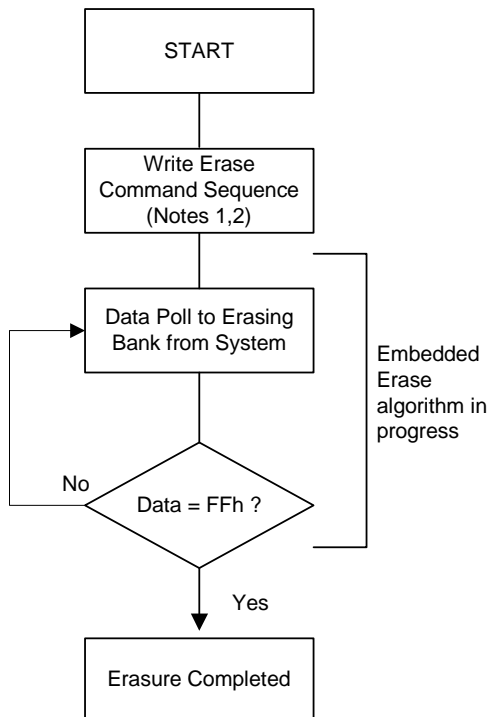 START
Write Erase
Command Sequence
(Notes 1,2)
Data Poll to Erasing
Bank from System
Embedded
Erase
algorithm in
progress
No
Data = FFh ?
Yes
Erasure Completed